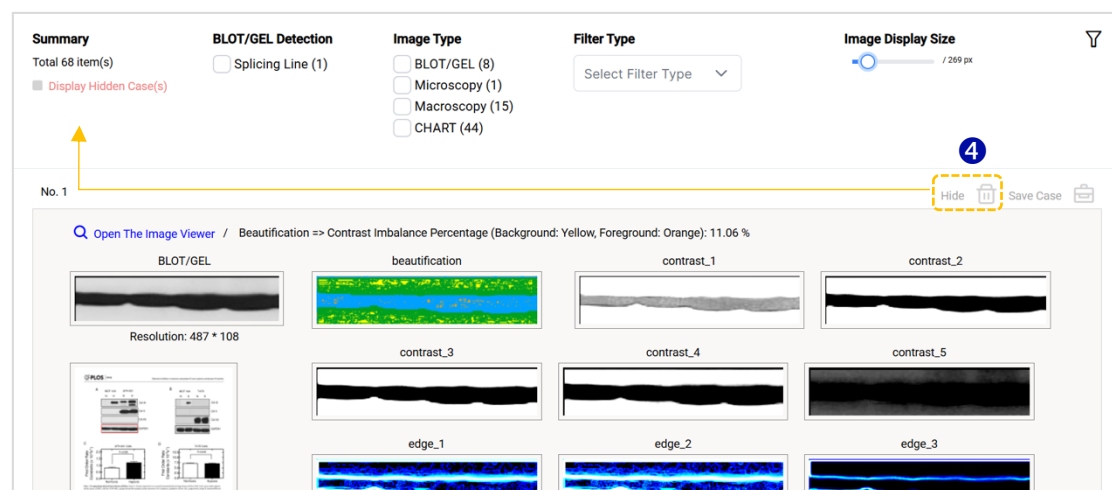 Summary
Total 68 item(s)
Display Hidden Case(s)
BLOT/GEL Detection
Splicing Line (1)
Image Type
BLOT/GEL (8)
Microscopy (1)
Macroscopy (15)
CHART (44)
Filter Type
Select Filter Type
Image Display Size
/ 269 px
4
No. 1
Hide
Save Case
Open The Image Viewer / Beautification => Contrast Imbalance Percentage (Background: Yellow, Foreground: Orange): 11.06 %
BLOT/GEL
beautification
contrast_1
contrast_2
Resolution: 487 * 108
contrast_3
contrast_4
contrast_5
PLOS
A
B
C
D
edge_1
edge_2
edge_3